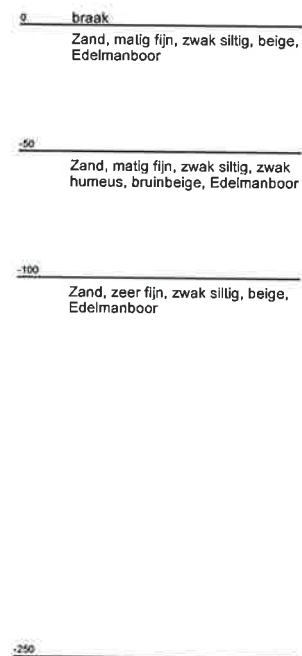 0 braak
Zand, matig fijn, zwak siltig, beige,
Edelmanboor
-50
Zand, matig fijn, zwak siltig, zwak
humeus, bruinbeige, Edelmanboor
-100
Zand, zeer fijn, zwak siltig, beige,
Edelmanboor
-250